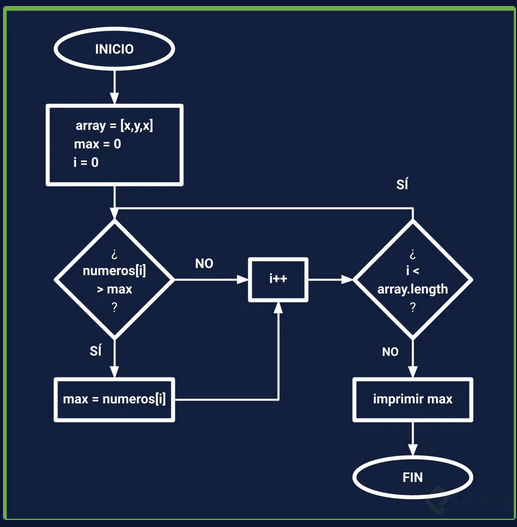 INICIO
array = [x,y,x]
max = 0
i = 0
SÍ
¿
numeros[i]
> max
?
NO
i++
¿
i <
array.length
?
SÍ
NO
max = numeros[i]
imprimir max
FIN